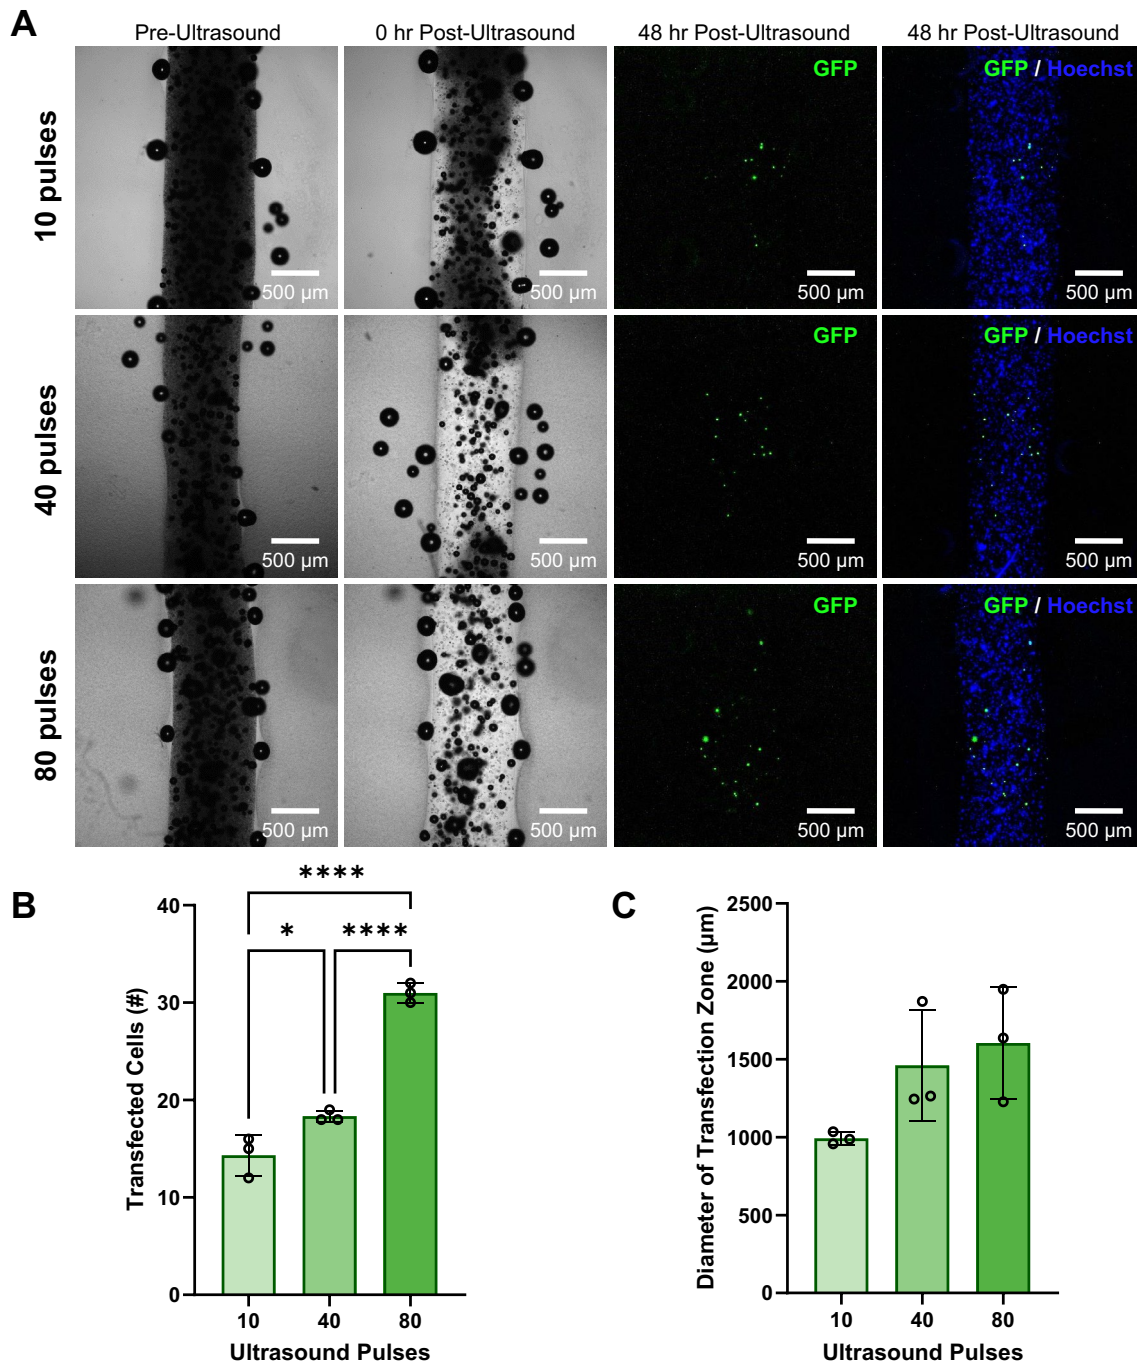 A
Pre-Ultrasound
0 hr Post-Ultrasound
48 hr Post-Ultrasound
48 hr Post-Ultrasound
10 pulses
500 µm
500 µm
GFP
500 µm
GFP / Hoechst
500 µm
40 pulses
500 µm
500 µm
GFP
500 µm
GFP / Hoechst
500 µm
80 pulses
500 µm
500 µm
GFP
500 µm
GFP / Hoechst
500 µm
B
Transfected Cells (#)
40
30
20
10
0
****
*
****
10
40
80
Ultrasound Pulses
C
Diameter of Transfection Zone (µm)
2500
2000
1500
1000
500
0
10
40
80
Ultrasound Pulses